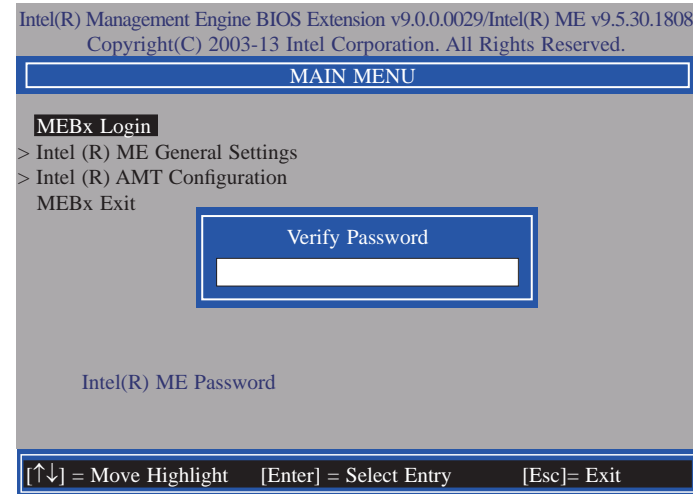 Intel(R) Management Engine BIOS Extension v9.0.0.0029/Intel(R) ME v9.5.30.1808
Copyright(C) 2003-13 Intel Corporation. All Rights Reserved.
MAIN MENU
MEBx Login
> Intel (R) ME General Settings
> Intel (R) AMT Configuration
MEBx Exit
Verify Password
Intel(R) ME Password
[↑↓] = Move Highlight [Enter] = Select Entry [Esc]= Exit